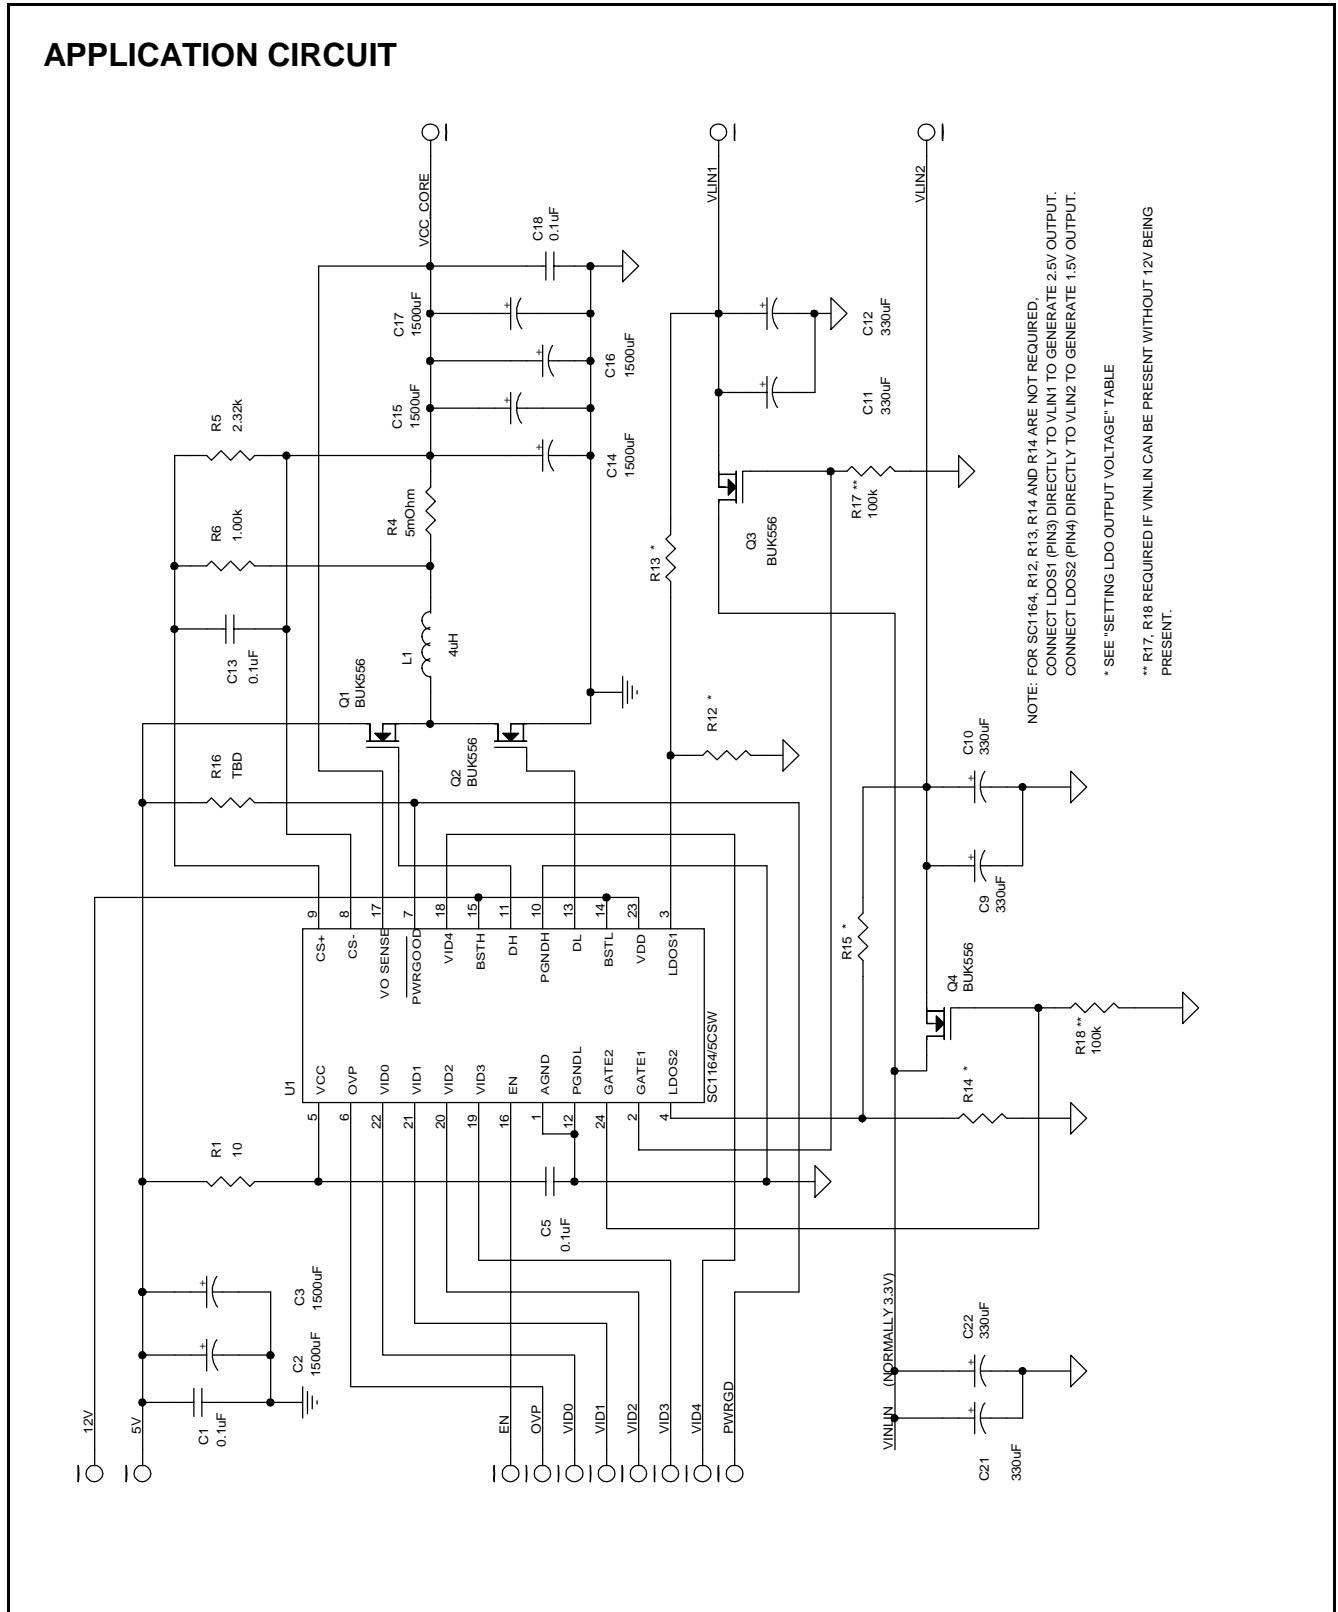 APPLICATION CIRCUIT
12V
5V
C1
0.1uF
C2
1500uF
C3
1500uF
R1
10
R16
TBD
C13
0.1uF
R6
1.00k
R5
2.32k
Q1
BUK556
Q2
BUK556
L1
4uH
R4
5mOhm
C15
1500uF
C17
1500uF
C14
1500uF
C16
1500uF
C18
0.1uF
VCC_CORE
U1
SC1164/5CSW
5
VCC
6
OVP
22
VID0
21
VID1
20
VID2
19
VID3
16
EN
1
AGND
12
PGNDL
24
GATE2
2
GATE1
4
LDOS2
CS+
9
CS-
8
VO SENSE
17
PWRGOOD
7
VID4
18
BSTH
15
DH
11
PGNDH
10
DL
13
BSTL
14
VDD
23
LDOS1
3
C5
0.1uF
EN
OVP
VID0
VID1
VID2
VID3
VID4
PWRGD
R12 *
R13 *
Q3
BUK556
R17 **
100k
C11
330uF
C12
330uF
VLIN1
VINLIN (NORMALLY 3.3V)
C21
330uF
C22
330uF
R14 *
R15 *
Q4
BUK556
R18 **
100k
C9
330uF
C10
330uF
VLIN2
NOTE: FOR SC1164, R12, R13, R14 AND R14 ARE NOT REQUIRED,
CONNECT LDOS1 (PIN3) DIRECTLY TO VLIN1 TO GENERATE 2.5V OUTPUT.
CONNECT LDOS2 (PIN4) DIRECTLY TO VLIN2 TO GENERATE 1.5V OUTPUT.
* SEE "SETTING LDO OUTPUT VOLTAGE" TABLE
** R17, R18 REQUIRED IF VINLIN CAN BE PRESENT WITHOUT 12V BEING
PRESENT.